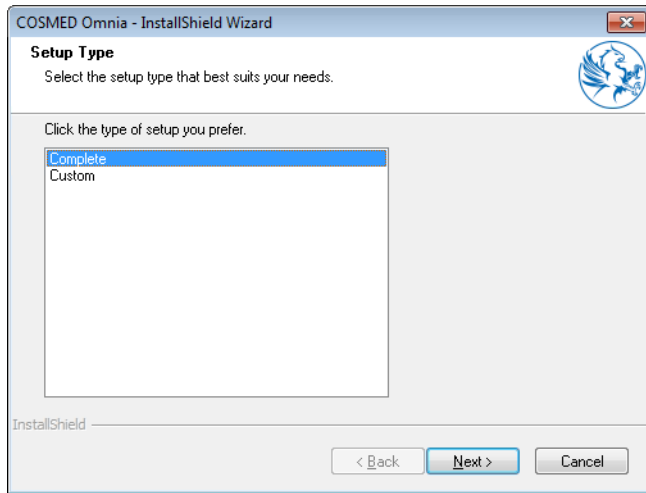 COSMED Omnia - InstallShield Wizard
Setup Type
Select the setup type that best suits your needs.
Click the type of setup you prefer.
Complete
Custom
InstallShield
< Back
Next >
Cancel